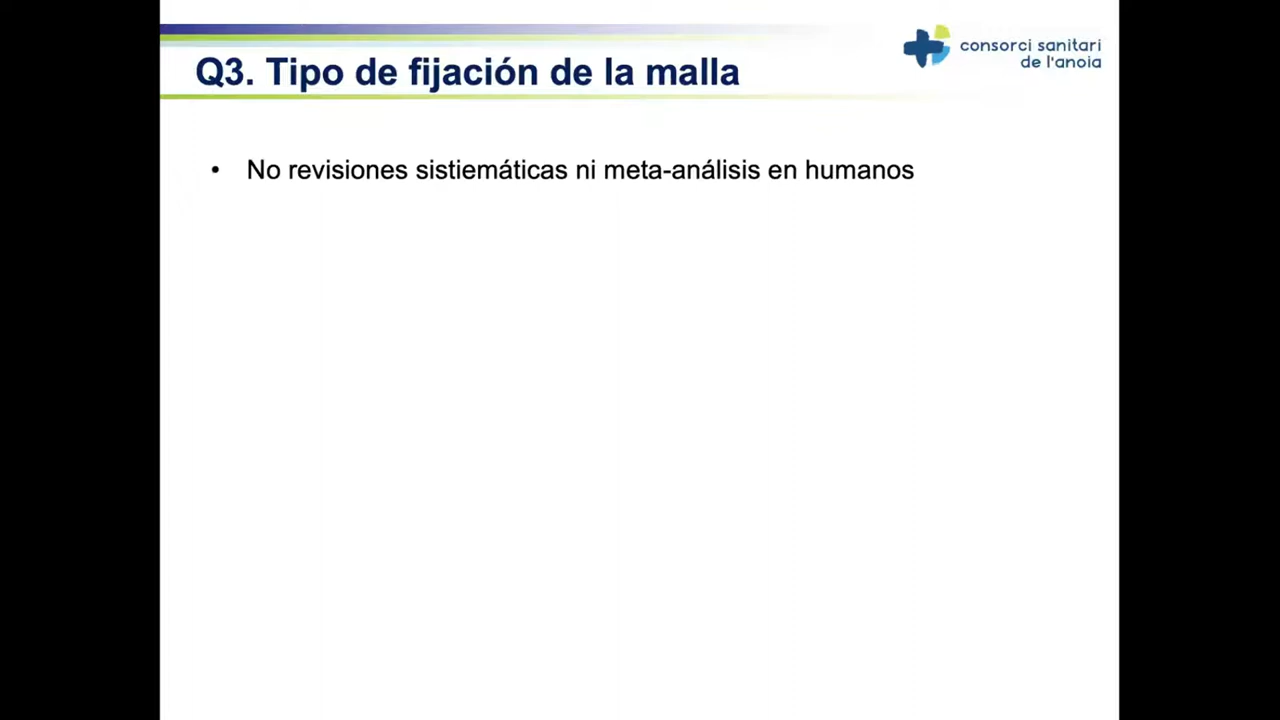 consorci sanitari
de l'anoia
Q3. Tipo de fijación de la malla
• No revisiones sistiemáticas ni meta-análisis en humanos